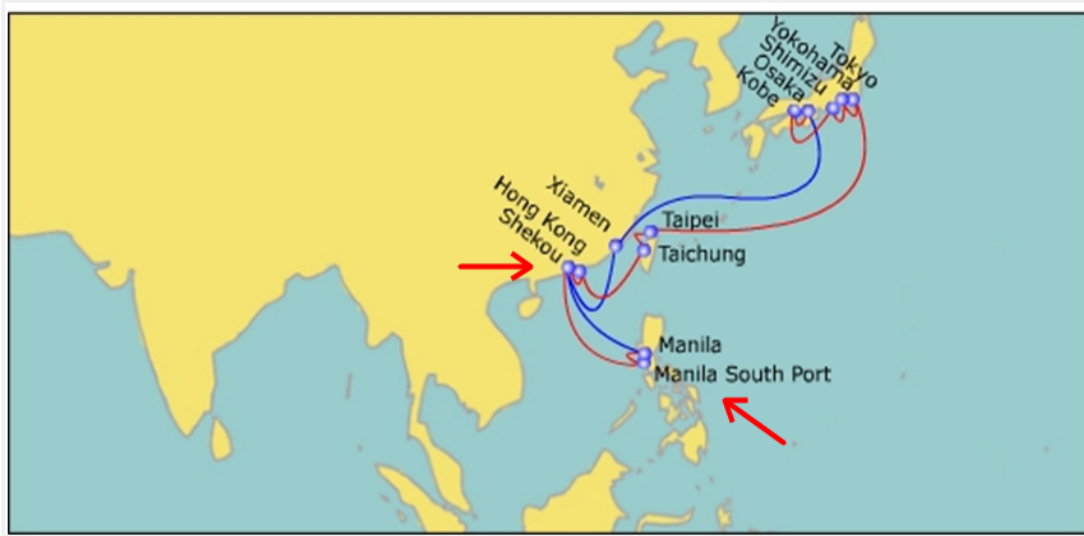 Tokyo
Yokohama
Shimizu
Osaka
Kobe
Xiamen
Hong Kong
Shekou
Taipei
Taichung
Manila
Manila South Port